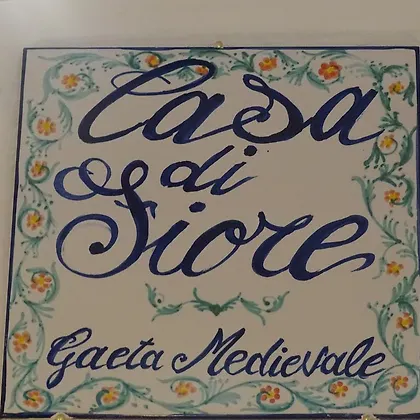 Casa
di
Fiore
Gaeta Medievale